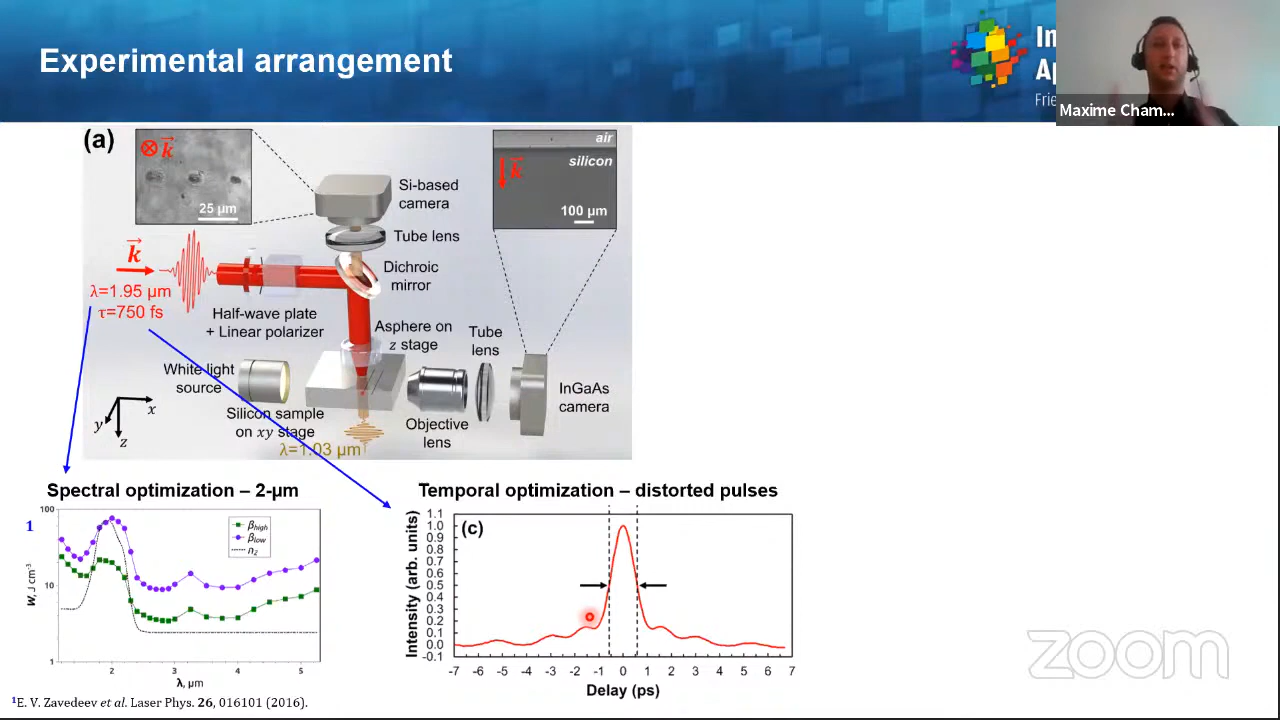 Experimental arrangement
In
Ap
Frie
Maxime Cham...
(a)
k
25 μm
k
λ=1.95 μm
τ=750 fs
Si-based
camera
Tube lens
Dichroic
mirror
Half-wave plate
+ Linear polarizer
Asphere on
z stage
Tube
lens
White light
source
Silicon sample
on xy stage
λ=1.03 μm
Objective
lens
InGaAs
camera
air
silicon
k
100 μm
x
y
z
Spectral optimization – 2-μm
1
100
10
1
W, J cm⁻³
βhigh
βlow
n2
2 3 4 5
λ, μm
Temporal optimization – distorted pulses
(c)
Intensity (arb. units)
1.1
1.0
0.9
0.8
0.7
0.6
0.5
0.4
0.3
0.2
0.1
0.0
-0.1
-7 -6 -5 -4 -3 -2 -1 0 1 2 3 4 5 6 7
Delay (ps)
zoom
¹E. V. Zavedeev et al. Laser Phys. 26, 016101 (2016).